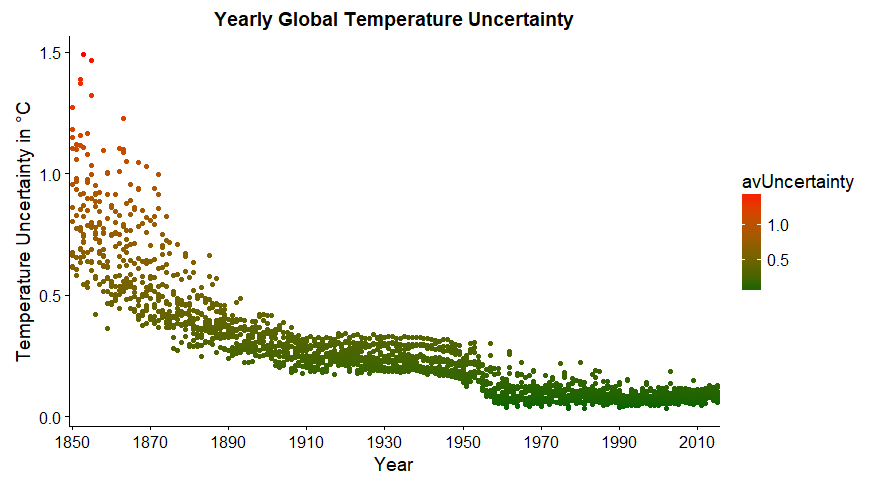 Yearly Global Temperature Uncertainty
Temperature Uncertainty in °C
1.5
1.0
0.5
0.0
1850 1870 1890 1910 1930 1950 1970 1990 2010
Year
avUncertainty
1.0
0.5